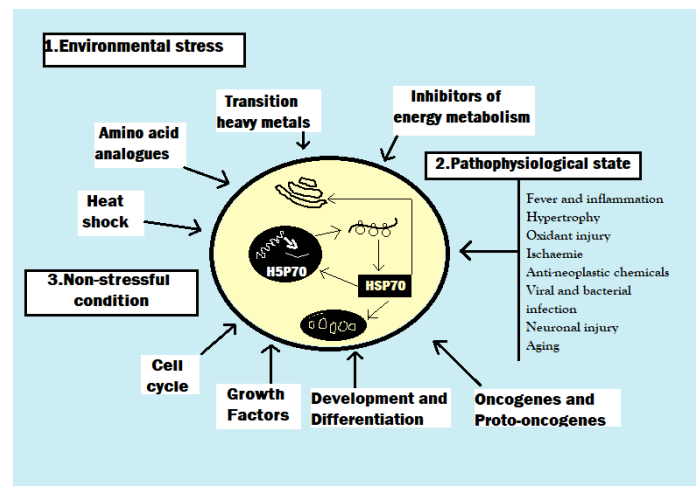 1.Environmental stress
Transition
heavy metals
Inhibitors of
energy metabolism
Amino acid
analogues
2.Pathophysiological state
Heat
shock
Fever and inflammation
Hypertrophy
Oxidant injury
Ischaemie
Anti-neoplastic chemicals
Viral and bacterial
infection
Neuronal injury
Aging
H5P70
HSP70
3.Non-stressful
condition
Cell
cycle
Growth
Factors
Development and
Differentiation
Oncogenes and
Proto-oncogenes